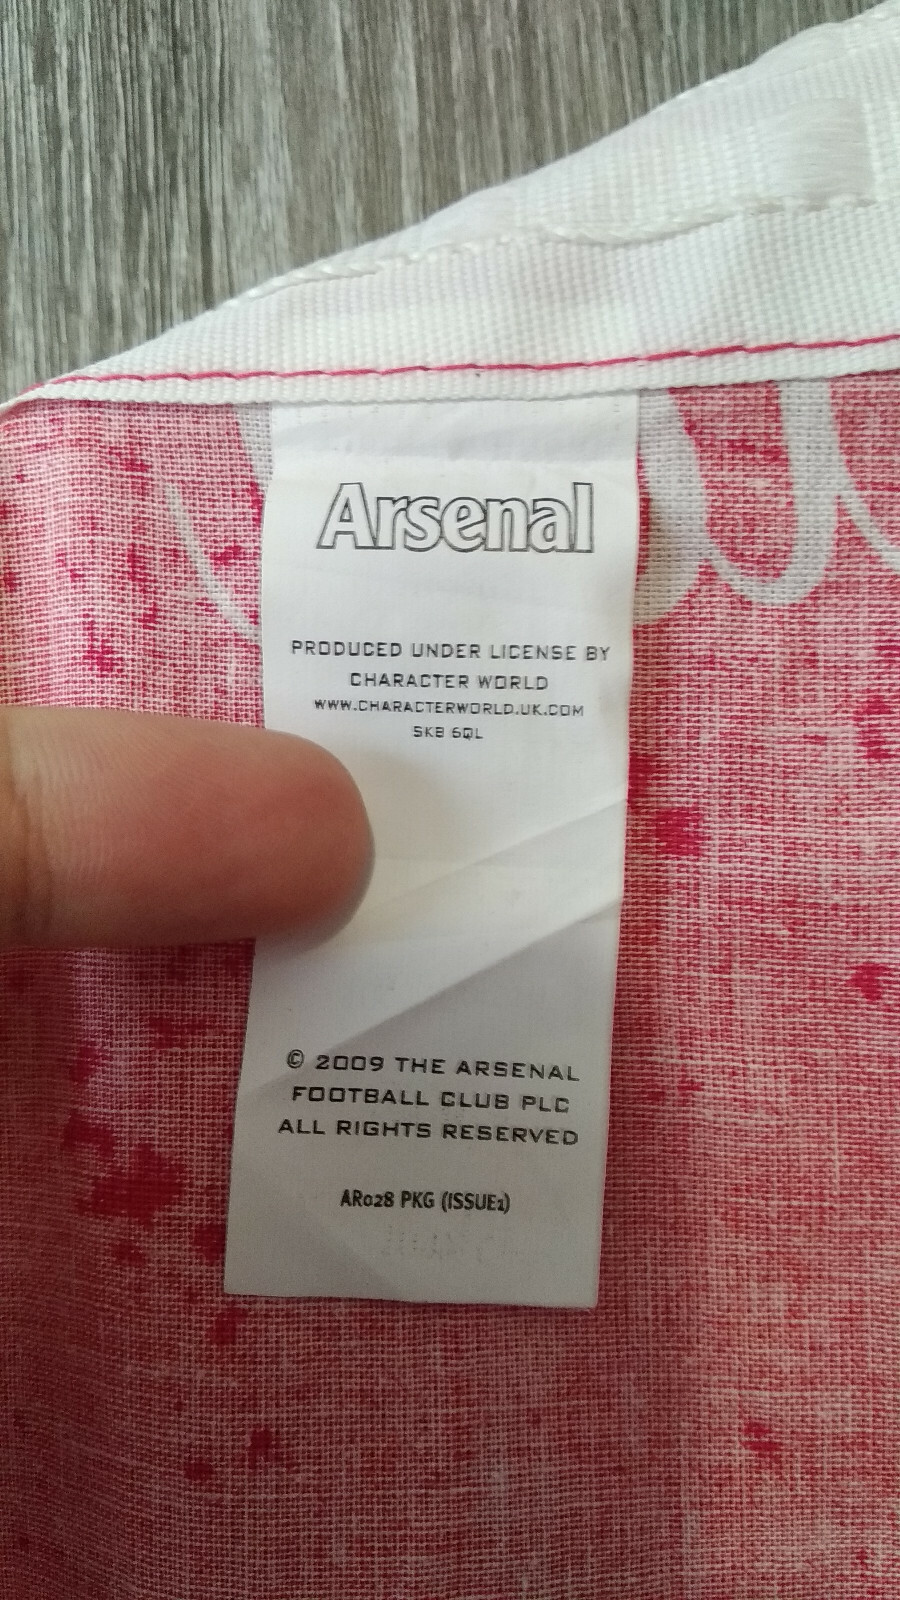 Arsenal
PRODUCED UNDER LICENSE BY
CHARACTER WORLD
WWW.CHARACTERWORLD.UK.COM
SK8 6QL
© 2009 THE ARSENAL
FOOTBALL CLUB PLC
ALL RIGHTS RESERVED
AR028 PKG (ISSUE1)